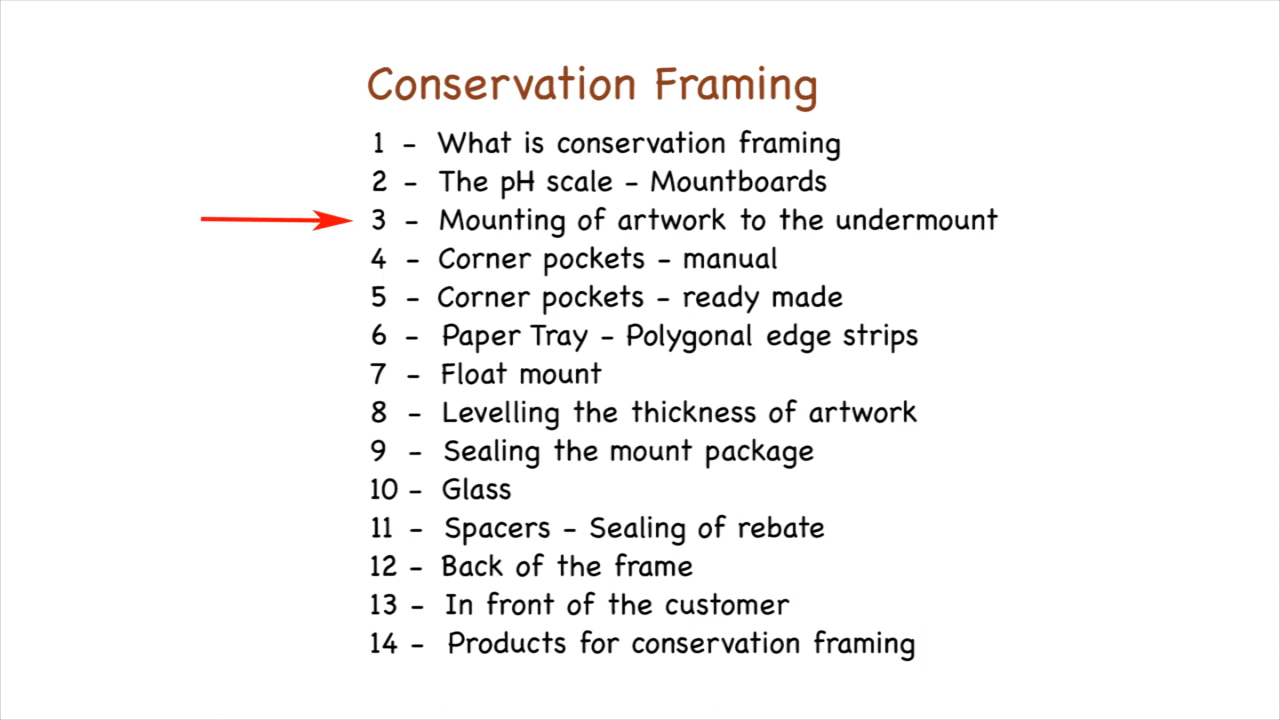 Conservation Framing
1 - What is conservation framing
2 - The pH scale - Mountboards
3 - Mounting of artwork to the undermount
4 - Corner pockets - manual
5 - Corner pockets - ready made
6 - Paper Tray - Polygonal edge strips
7 - Float mount
8 - Levelling the thickness of artwork
9 - Sealing the mount package
10 - Glass
11 - Spacers - Sealing of rebate
12 - Back of the frame
13 - In front of the customer
14 - Products for conservation framing